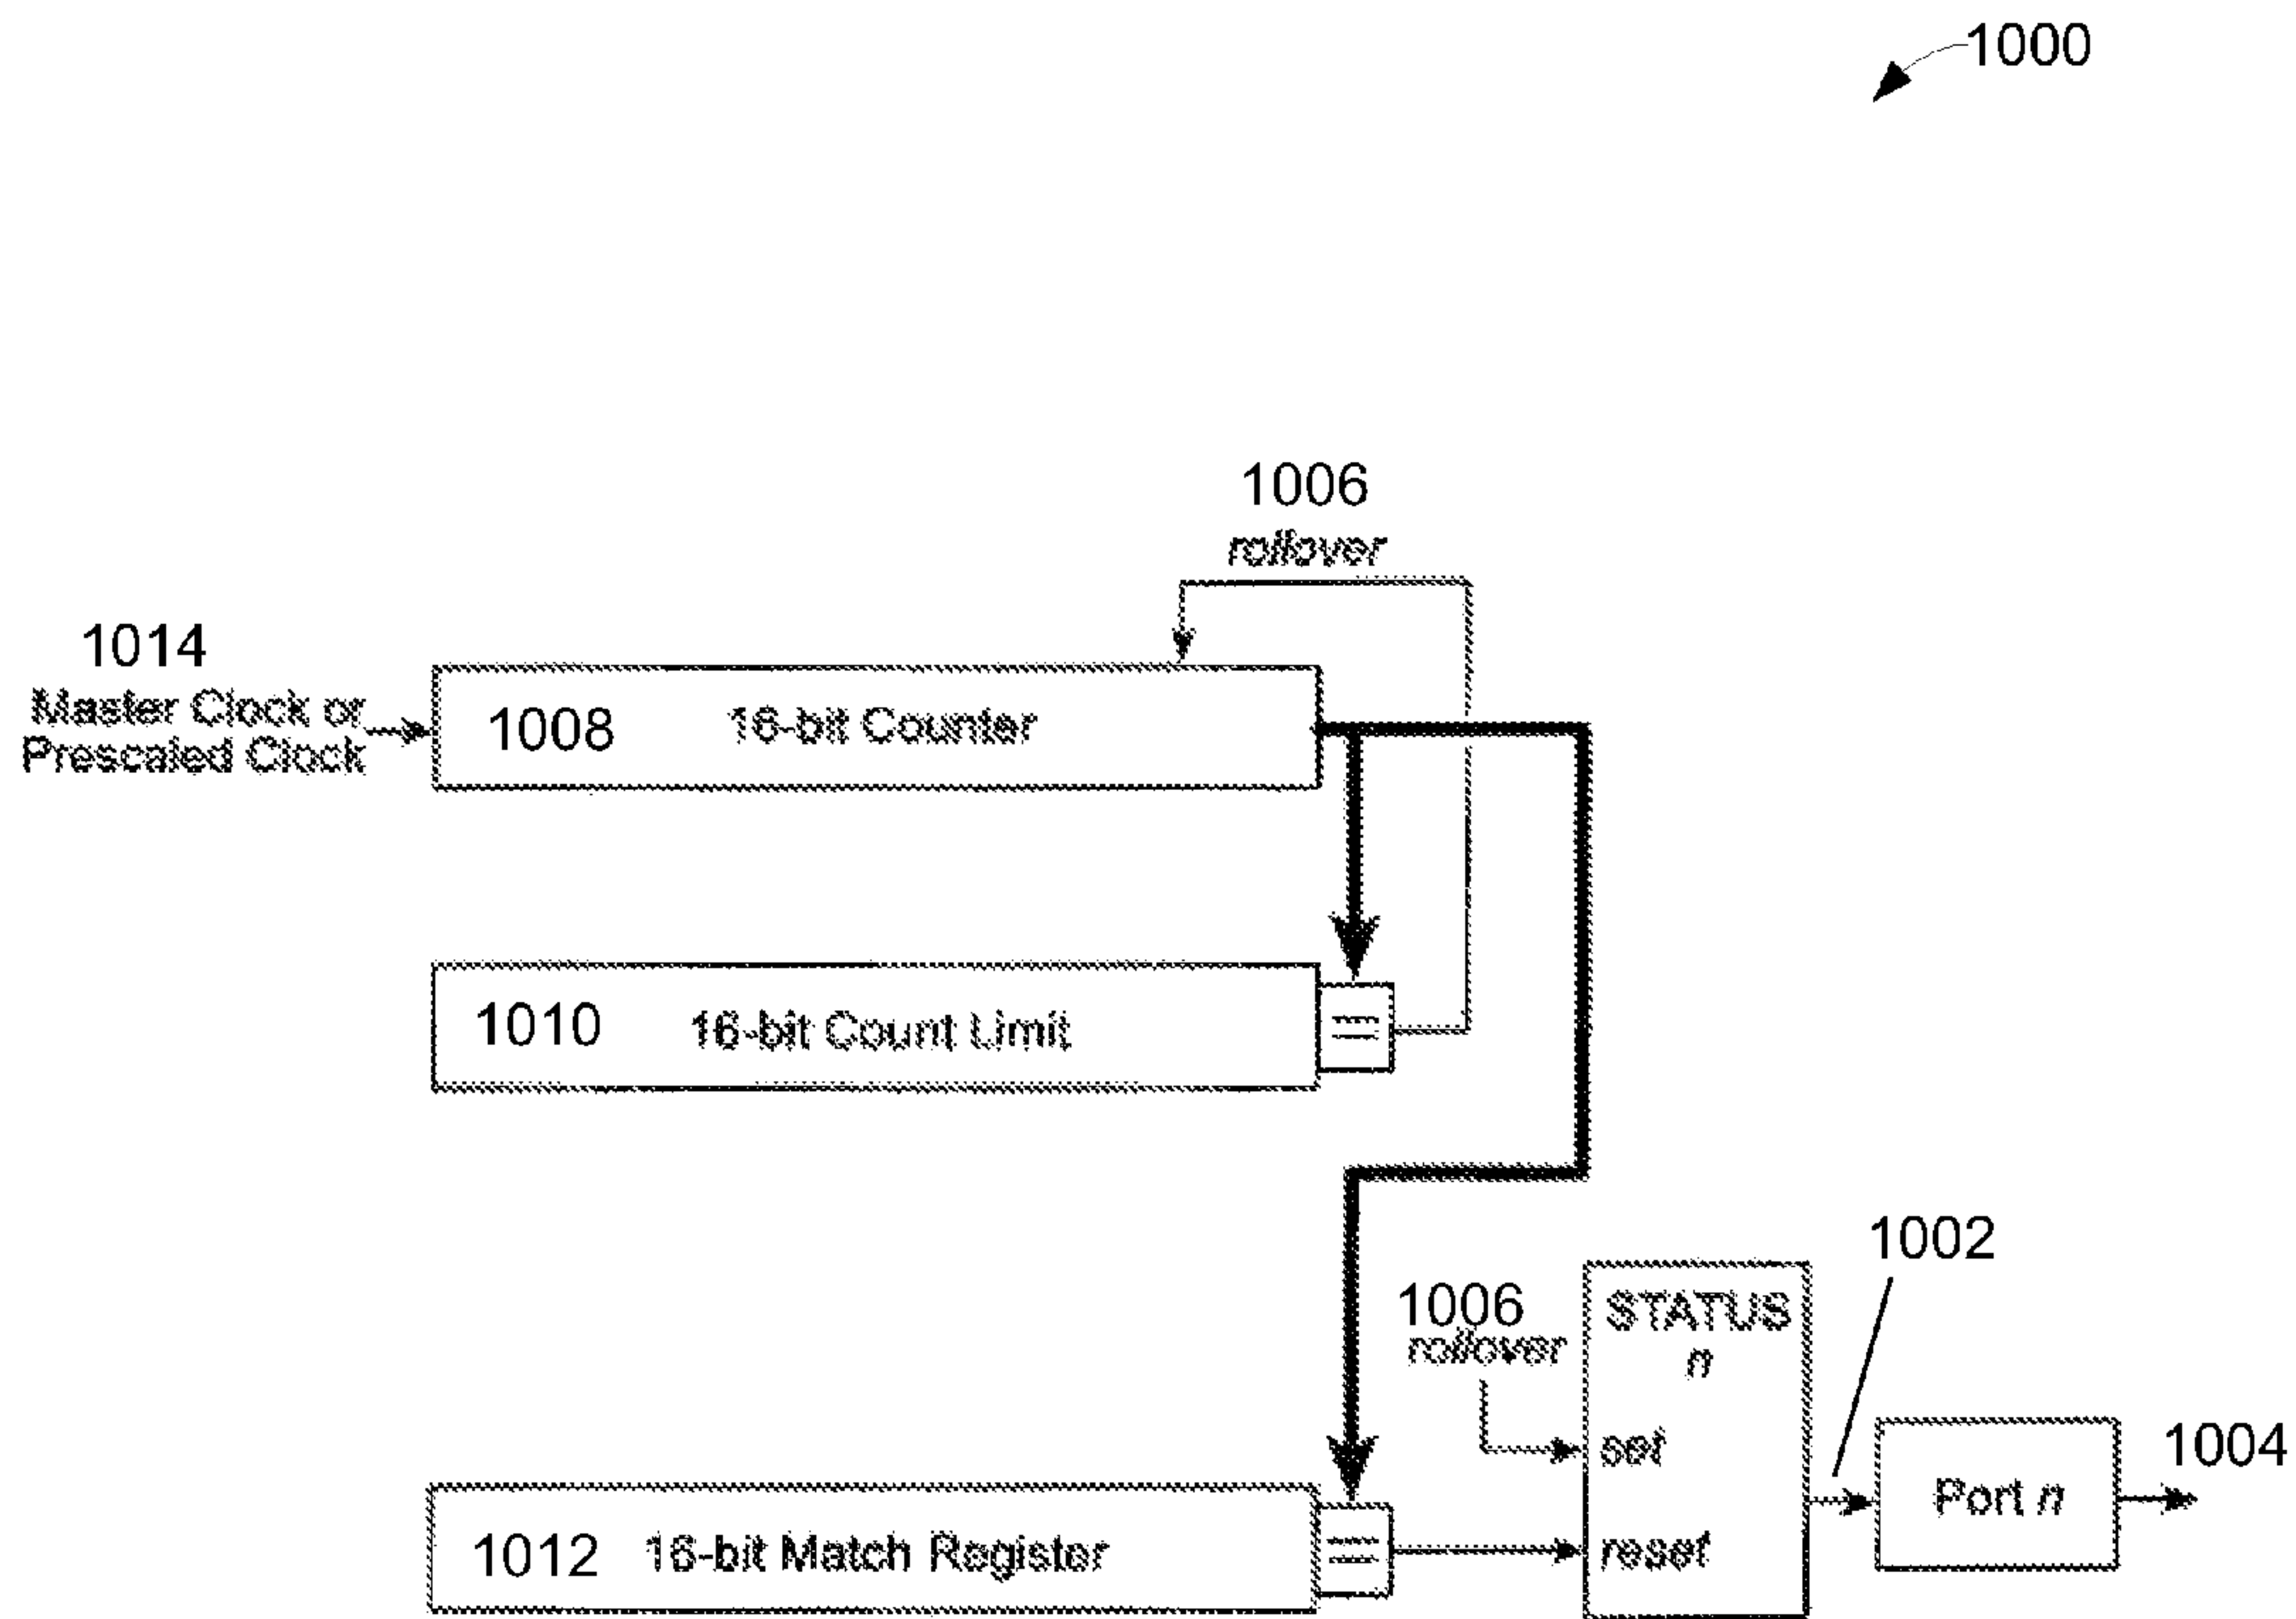 1000
1006
rollover
1014
Master Clock or
Prescaled Clock
1008 16-bit Counter
1010 16-bit Count Limit
=
1002
1006
rollover
STATUS
n
set
1004
Port n
1012 16-bit Match Register
=
reset